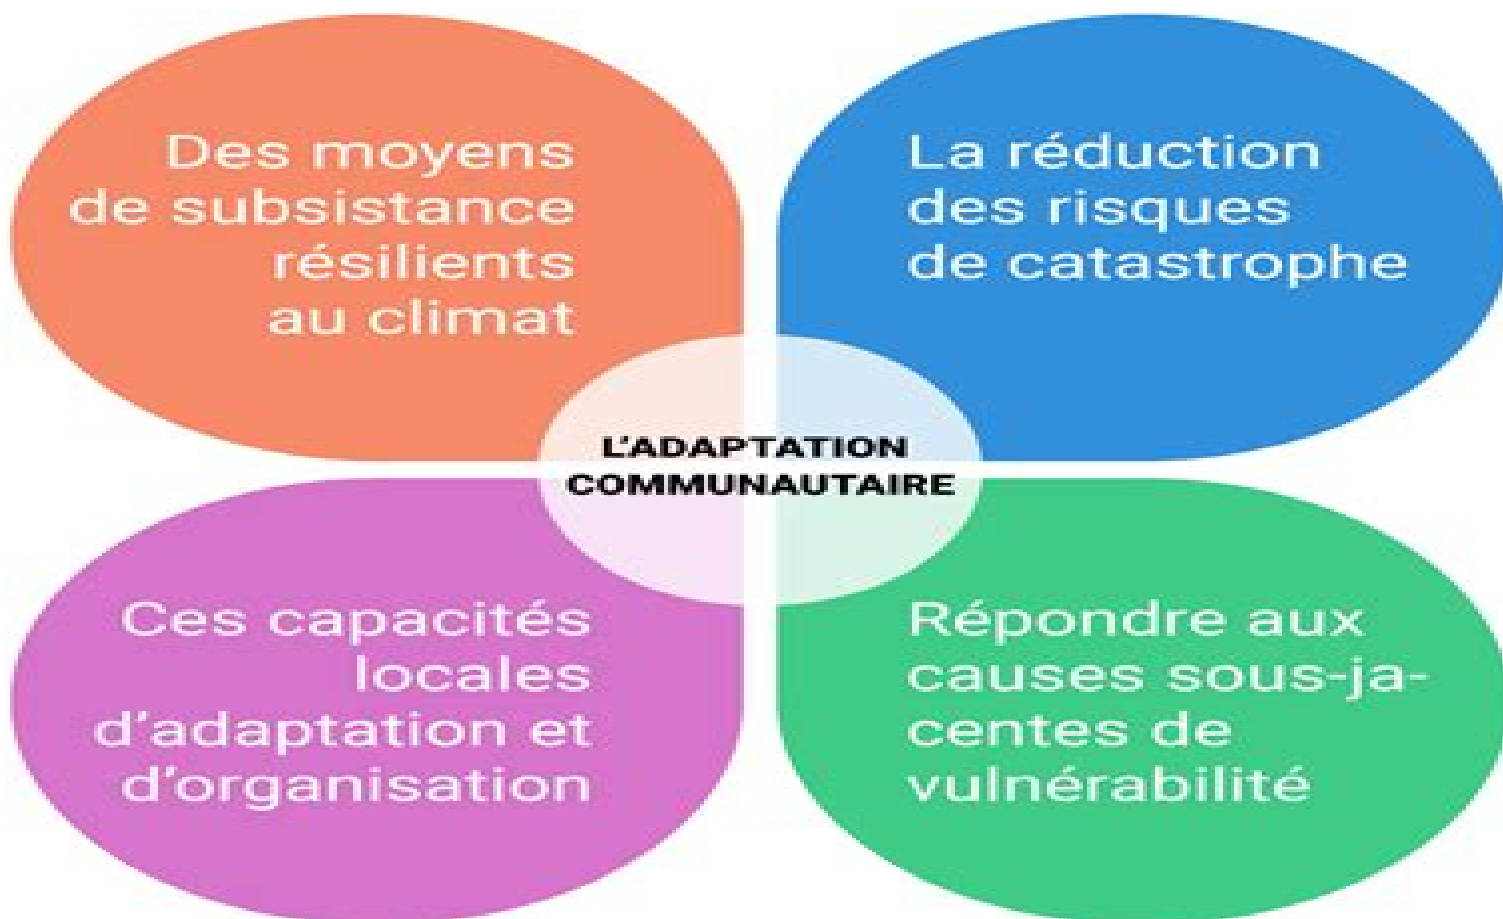 Des moyens
de subsistance
résilients
au climat
La réduction
des risques
de catastrophe
L'ADAPTATION
COMMUNAUTAIRE
Ces capacités
locales
d'adaptation et
d'organisation
Répondre aux
causes sous-ja-
centes de
vulnérabilité